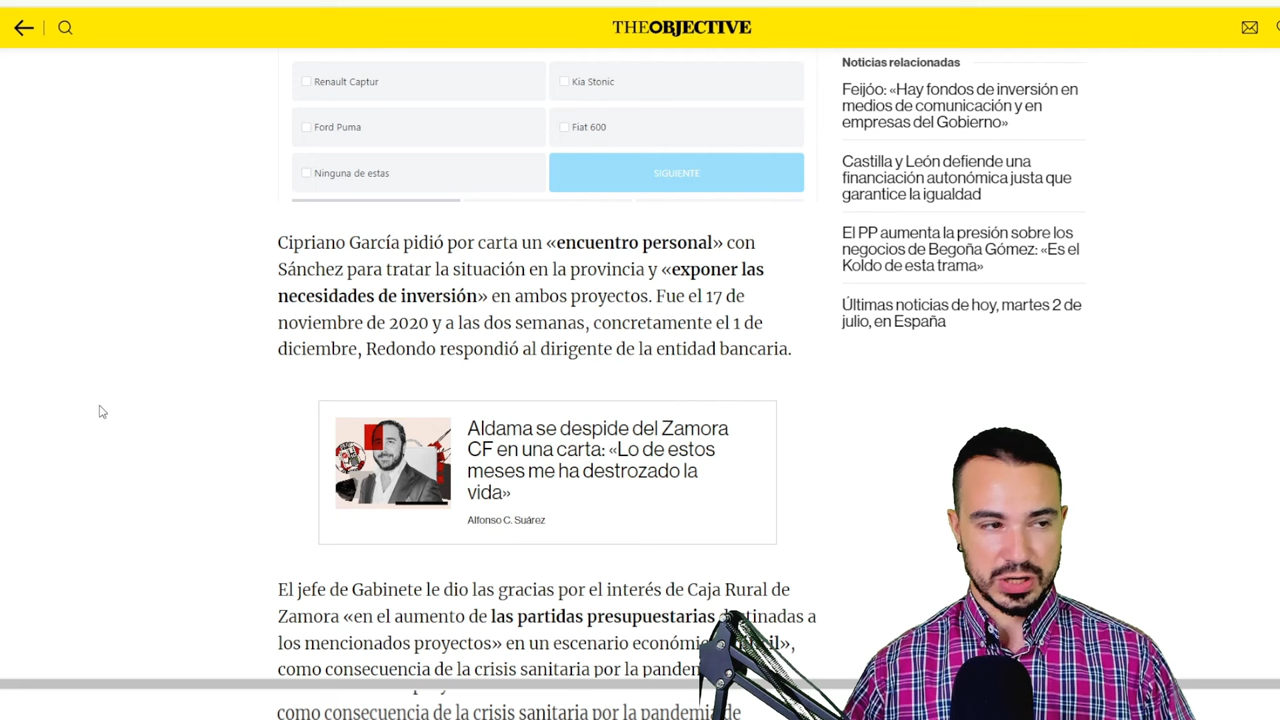 THEOBJECTIVE
Renault Captur
Kia Stonic
Ford Puma
Fiat 600
Ninguna de estas
SIGUIENTE
Cipriano García pidió por carta un «encuentro personal» con
Sánchez para tratar la situación en la provincia y «exponer las
necesidades de inversión» en ambos proyectos. Fue el 17 de
noviembre de 2020 y a las dos semanas, concretamente el 1 de
diciembre, Redondo respondió al dirigente de la entidad bancaria.
Aldama se despide del Zamora
CF en una carta: «Lo de estos
meses me ha destrozado la
vida»
Alfonso C. Suárez
El jefe de Gabinete le dio las gracias por el interés de Caja Rural de
Zamora «en el aumento de las partidas presupuestarias
los mencionados proyectos» en un escenario
como consecuencia de la crisis sanitaria por la
como consecuencia de la crisis sanitaria por la pandemia de
Noticias relacionadas
Feijóo: «Hay fondos de inversión en
medios de comunicación y en
empresas del Gobierno»
Castilla y León defiende una
financiación autonómica justa que
garantice la igualdad
El PP aumenta la presión sobre los
negocios de Begoña Gómez: «Es el
Koldo de esta trama»
Últimas noticias de hoy, martes 2 de
julio, en España